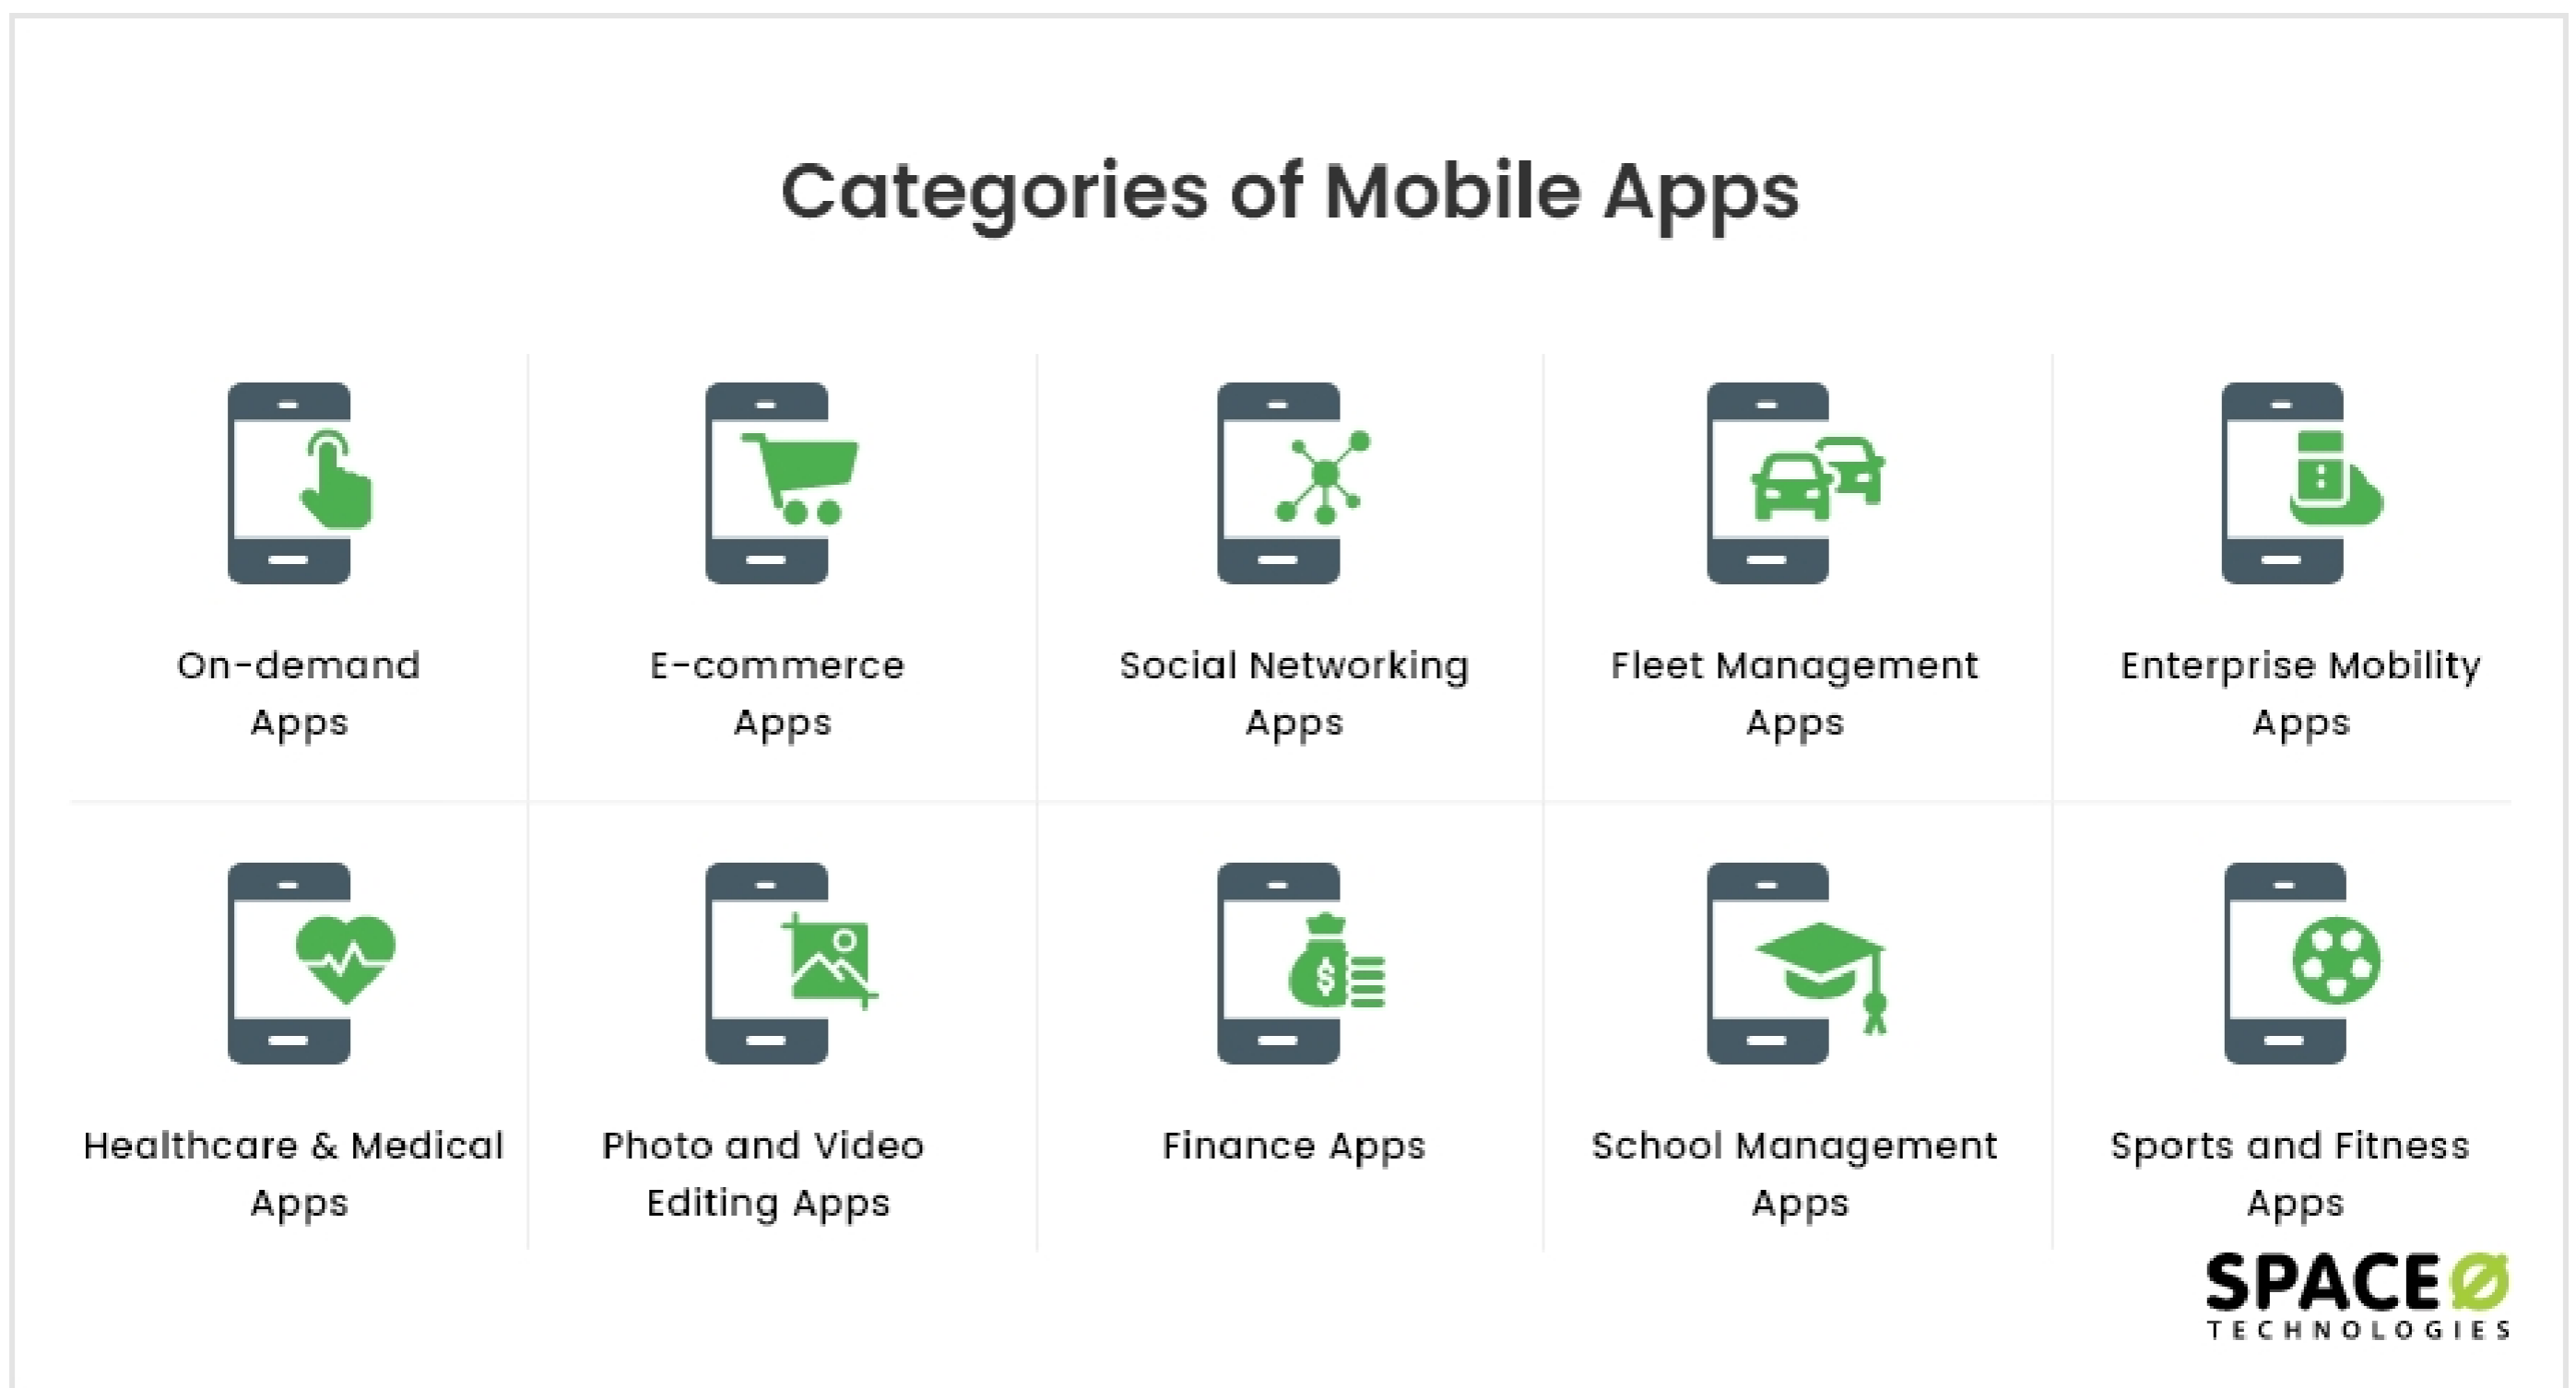 Categories of Mobile Apps
On-demand
Apps
E-commerce
Apps
Social Networking
Apps
Fleet Management
Apps
Enterprise Mobility
Apps
Healthcare & Medical
Apps
Photo and Video
Editing Apps
$
Finance Apps
School Management
Apps
Sports and Fitness
Apps
SPACEO
TECHNOLOGIES